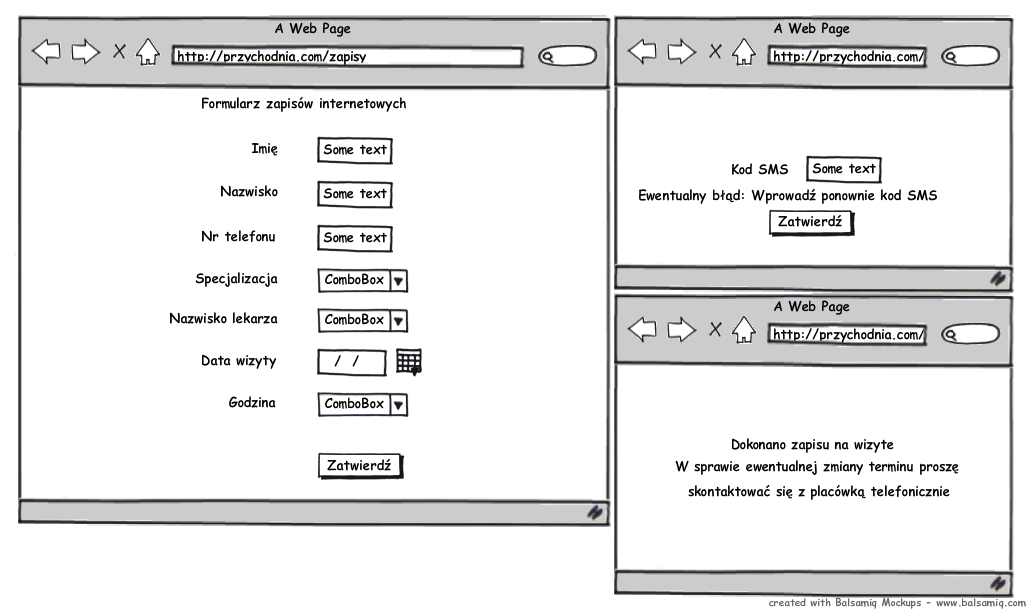 A Web Page
http://przychodnia.com/zapisy
Formularz zapisów internetowych
Imię Some text
Nazwisko Some text
Nr telefonu Some text
Specjalizacja ComboBox
Nazwisko lekarza ComboBox
Data wizyty / /
Godzina ComboBox
Zatwierdź
A Web Page
http://przychodnia.com/
Kod SMS Some text
Ewentualny błąd: Wprowadź ponownie kod SMS
Zatwierdź
A Web Page
http://przychodnia.com/
Dokonano zapisu na wizyte
W sprawie ewentualnej zmiany terminu proszę
skontaktować się z placówką telefonicznie
created with Balsamiq Mockups - www.balsamiq.com